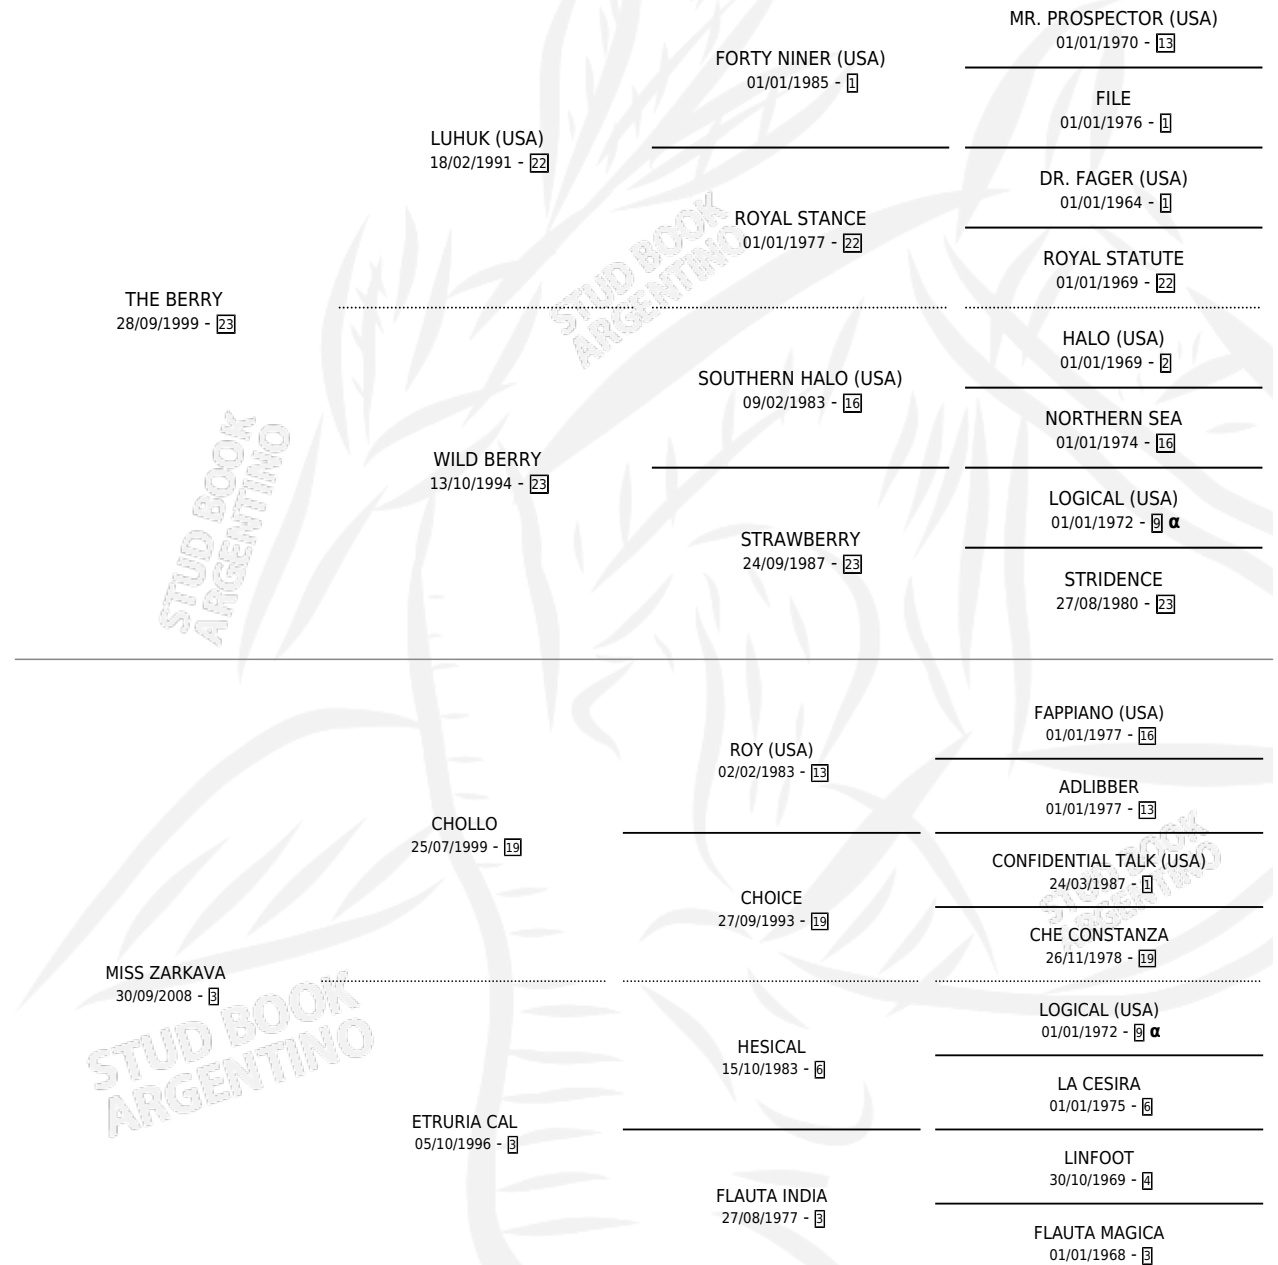 MR. PROSPECTOR (USA)
01/01/1970 - 13
FORTY NINER (USA)
01/01/1985 - 1
FILE
01/01/1976 - 1
LUHUK (USA)
18/02/1991 - 22
DR. FAGER (USA)
01/01/1964 - 1
ROYAL STANCE
01/01/1977 - 22
ROYAL STATUTE
01/01/1969 - 22
THE BERRY
28/09/1999 - 23
HALO (USA)
01/01/1969 - 2
SOUTHERN HALO (USA)
09/02/1983 - 16
NORTHERN SEA
01/01/1974 - 16
WILD BERRY
13/10/1994 - 23
LOGICAL (USA)
01/01/1972 - 9 α
STRAWBERRY
24/09/1987 - 23
STRIDENCE
27/08/1980 - 23
STUD BOOK
ARGENTINO
STUD BOOK
ARGENTINO
FAPPIANO (USA)
01/01/1977 - 16
ROY (USA)
02/02/1983 - 13
ADLIBBER
01/01/1977 - 13
CHOLLO
25/07/1999 - 19
CONFIDENTIAL TALK (USA)
24/03/1987 - 1
CHOICE
27/09/1993 - 19
CHE CONSTANZA
26/11/1978 - 19
STUD BOOK
ARGENTINO
MISS ZARKAVA
30/09/2008 - 3
LOGICAL (USA)
01/01/1972 - 9 α
HESICAL
15/10/1983 - 6
LA CESIRA
01/01/1975 - 6
ETRURIA CAL
05/10/1996 - 3
LINFOOT
30/10/1969 - 4
FLAUTA INDIA
27/08/1977 - 3
FLAUTA MAGICA
01/01/1968 - 3
STUD BOOK
ARGENTINO